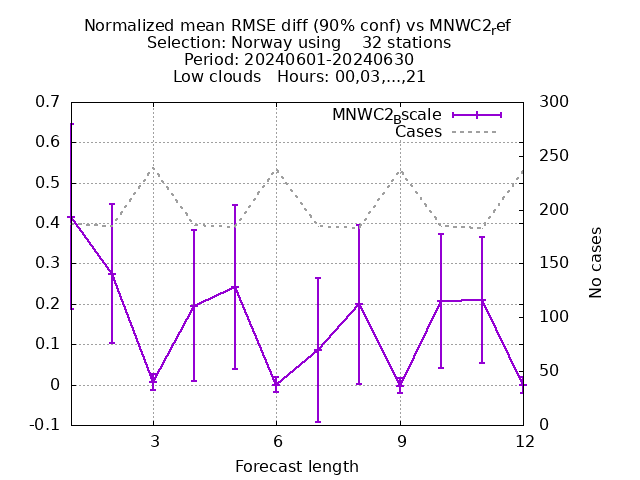 Normalized mean RMSE diff (90% conf) vs MNWC2_ref
Selection: Norway using    32 stations
Period: 20240601-20240630
Low clouds   Hours: 00,03,...,21
MNWC2_Bscale
Cases
0.7
0.6
0.5
0.4
0.3
0.2
0.1
0
-0.1
300
250
200
150
100
50
0
No cases
3
6
9
12
Forecast length